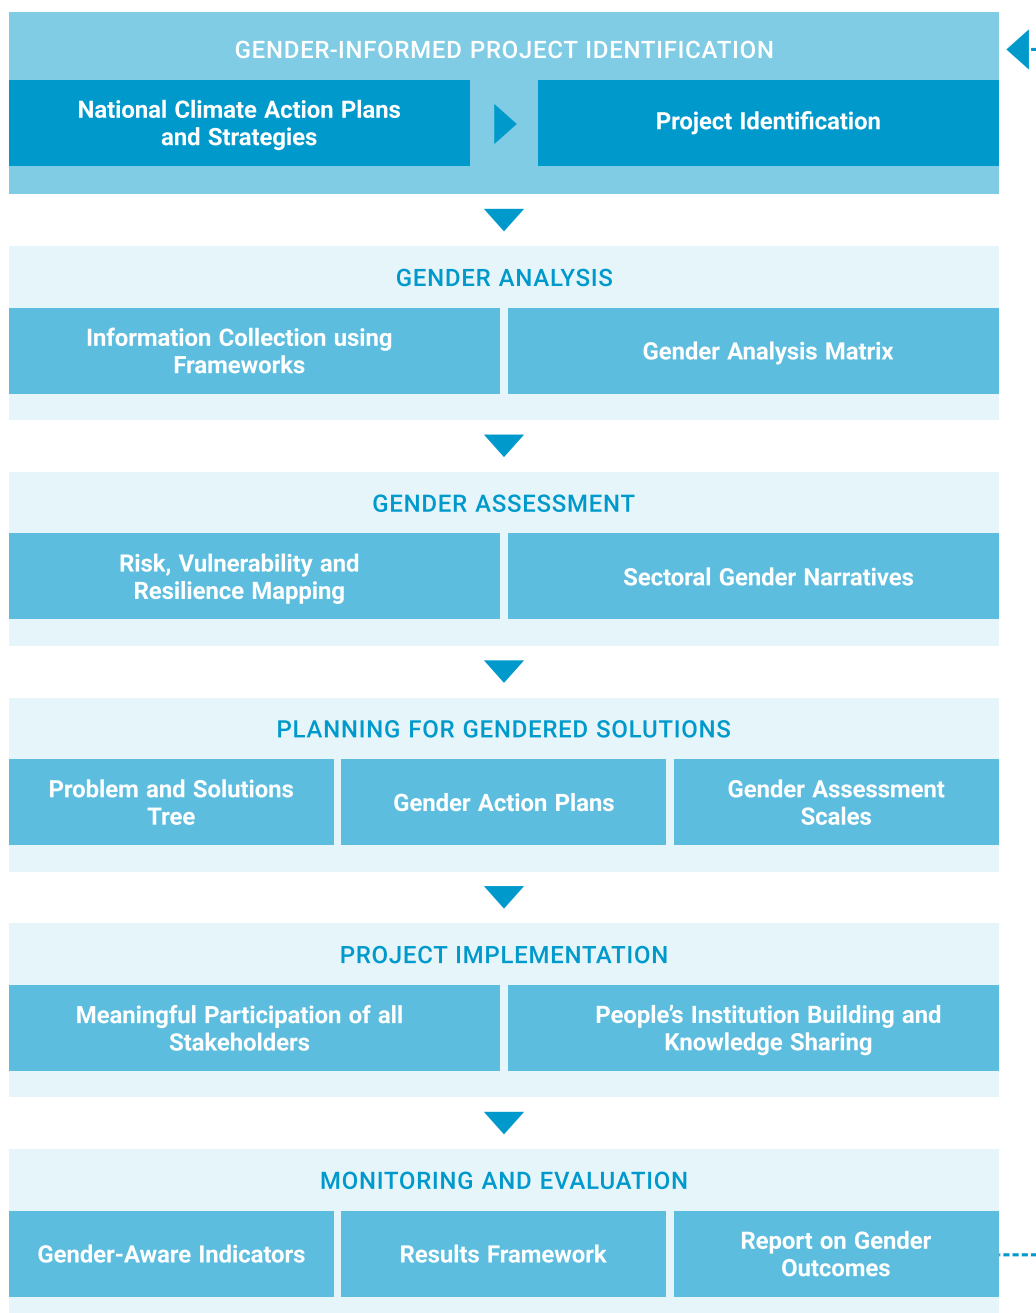 GENDER-INFORMED PROJECT IDENTIFICATION
National Climate Action Plans
and Strategies
Project Identification
GENDER ANALYSIS
Information Collection using
Frameworks
Gender Analysis Matrix
GENDER ASSESSMENT
Risk, Vulnerability and
Resilience Mapping
Sectoral Gender Narratives
PLANNING FOR GENDERED SOLUTIONS
Problem and Solutions
Tree
Gender Action Plans
Gender Assessment
Scales
PROJECT IMPLEMENTATION
Meaningful Participation of all
Stakeholders
People’s Institution Building and
Knowledge Sharing
MONITORING AND EVALUATION
Gender-Aware Indicators
Results Framework
Report on Gender
Outcomes